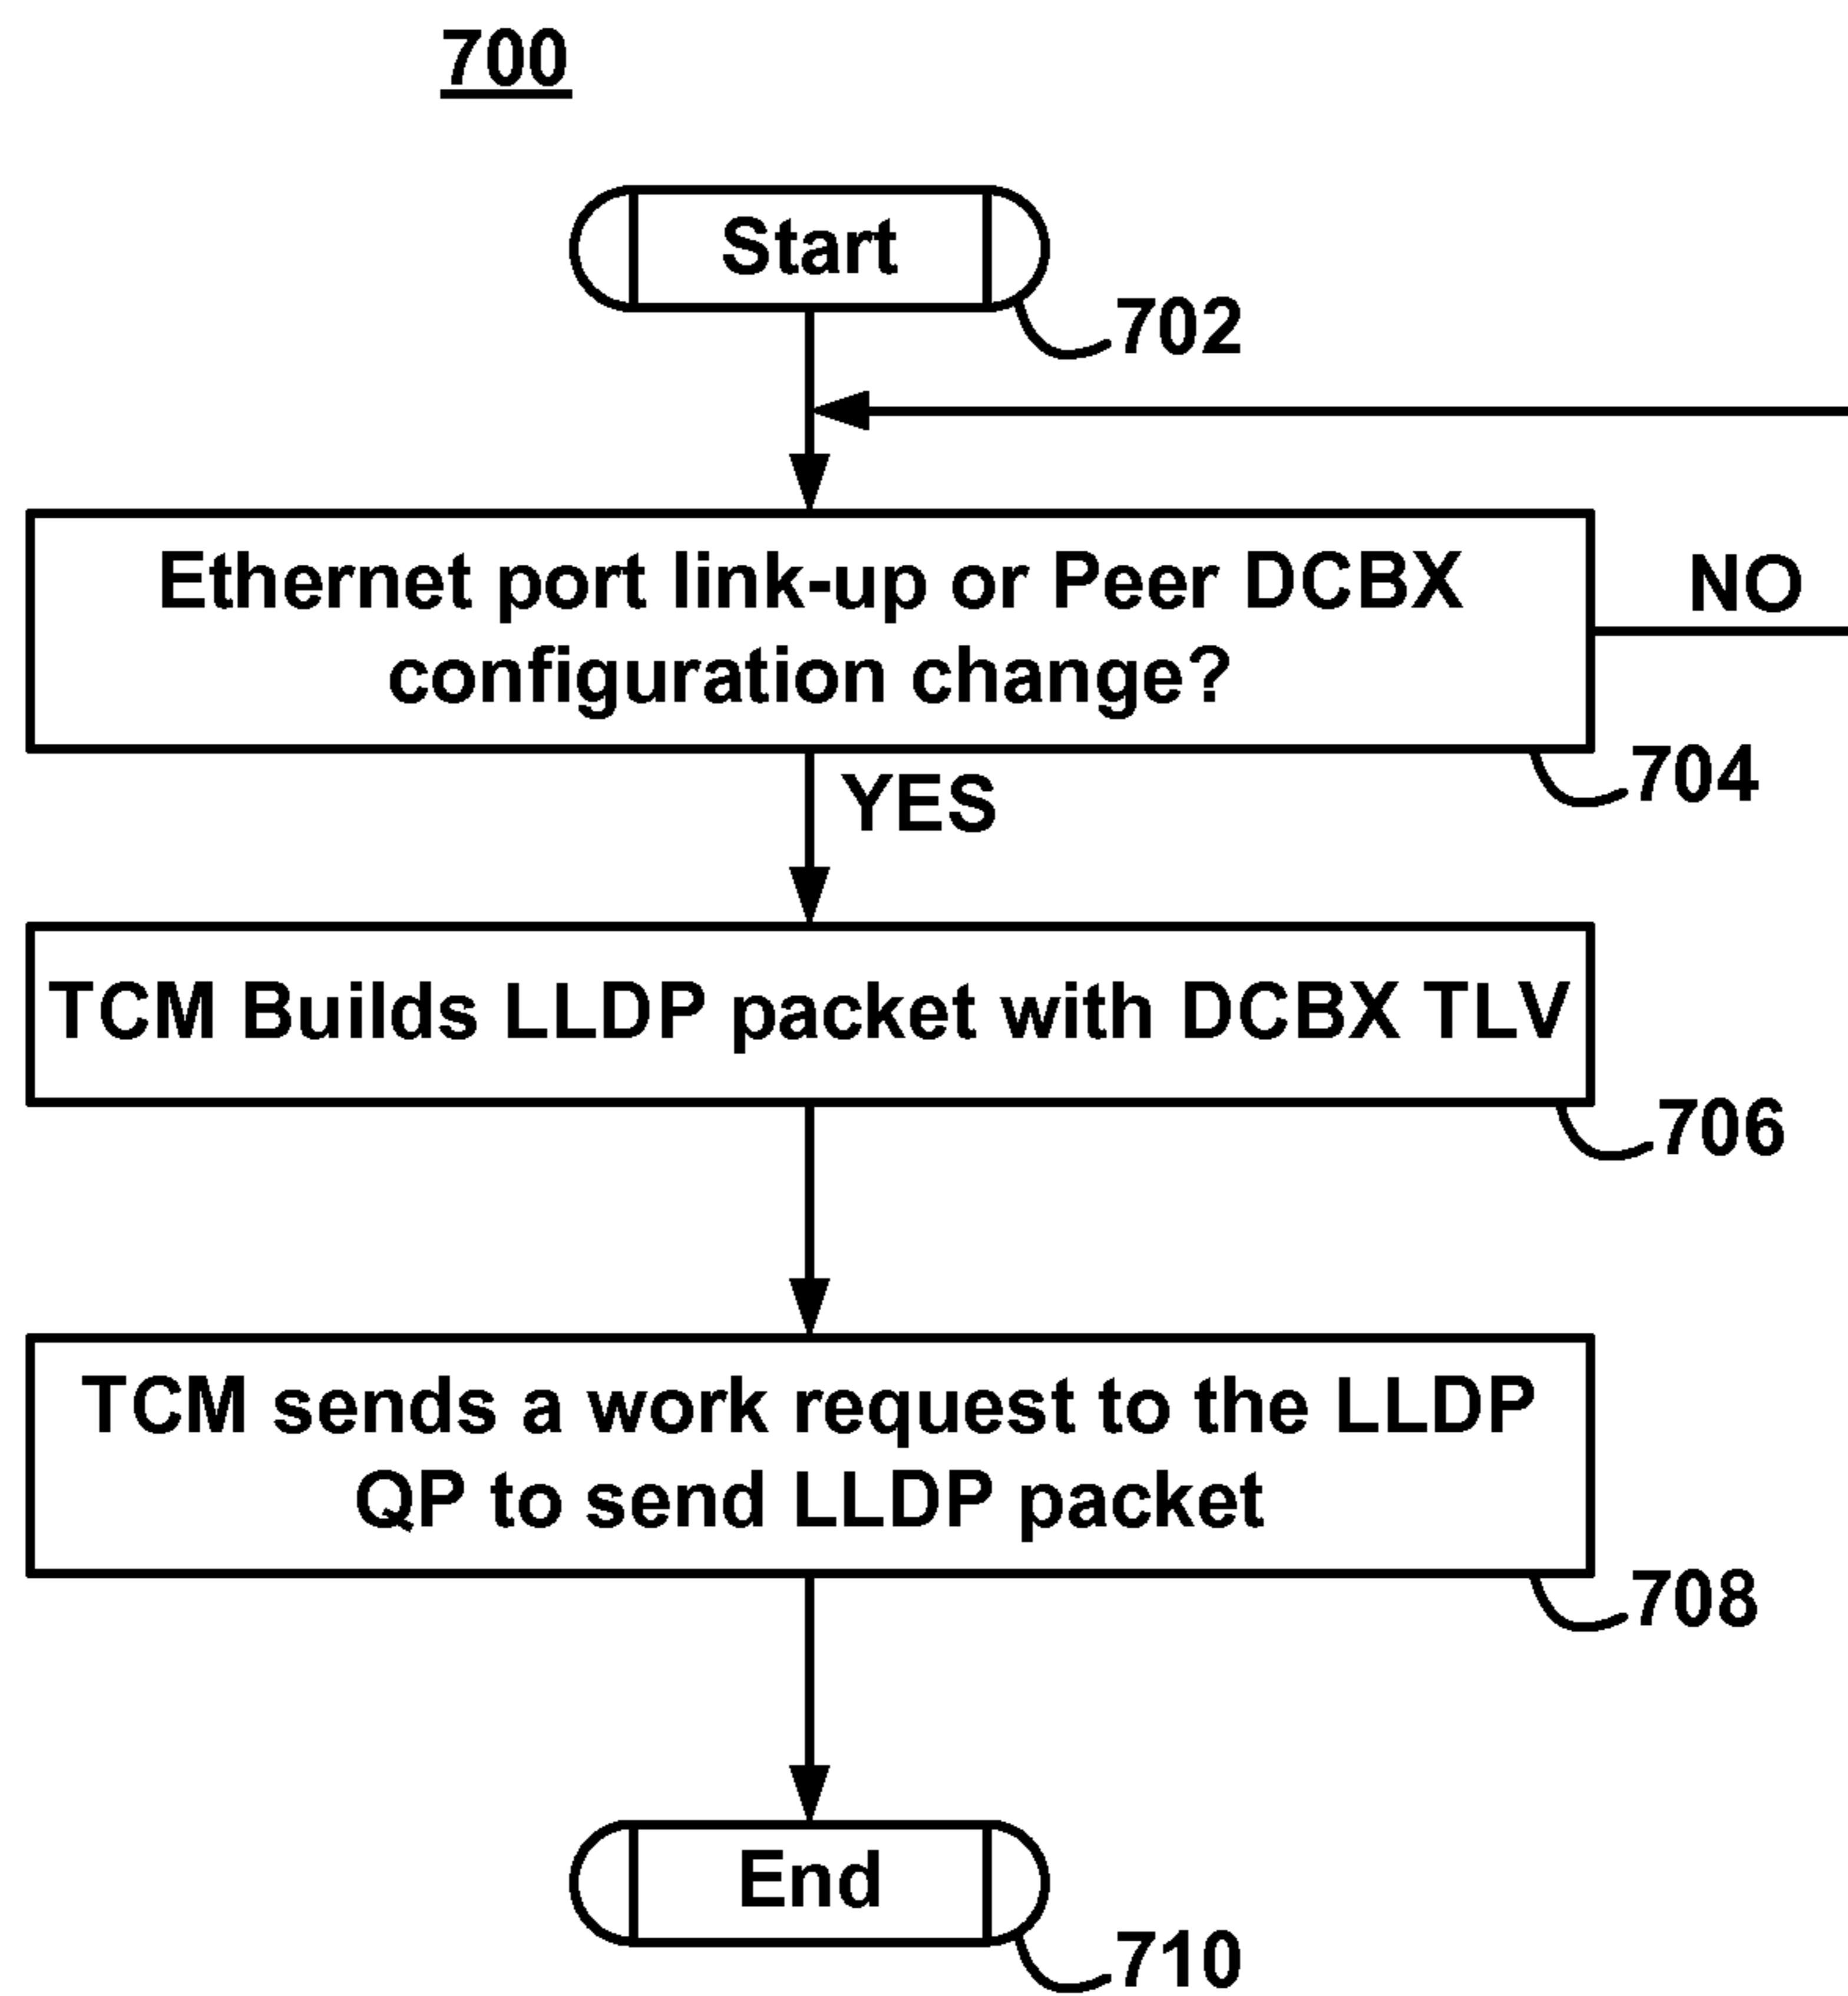 700
Start
702
Ethernet port link-up or Peer DCBX
configuration change?
NO
704
YES
TCM Builds LLDP packet with DCBX TLV
706
TCM sends a work request to the LLDP
QP to send LLDP packet
708
End
710